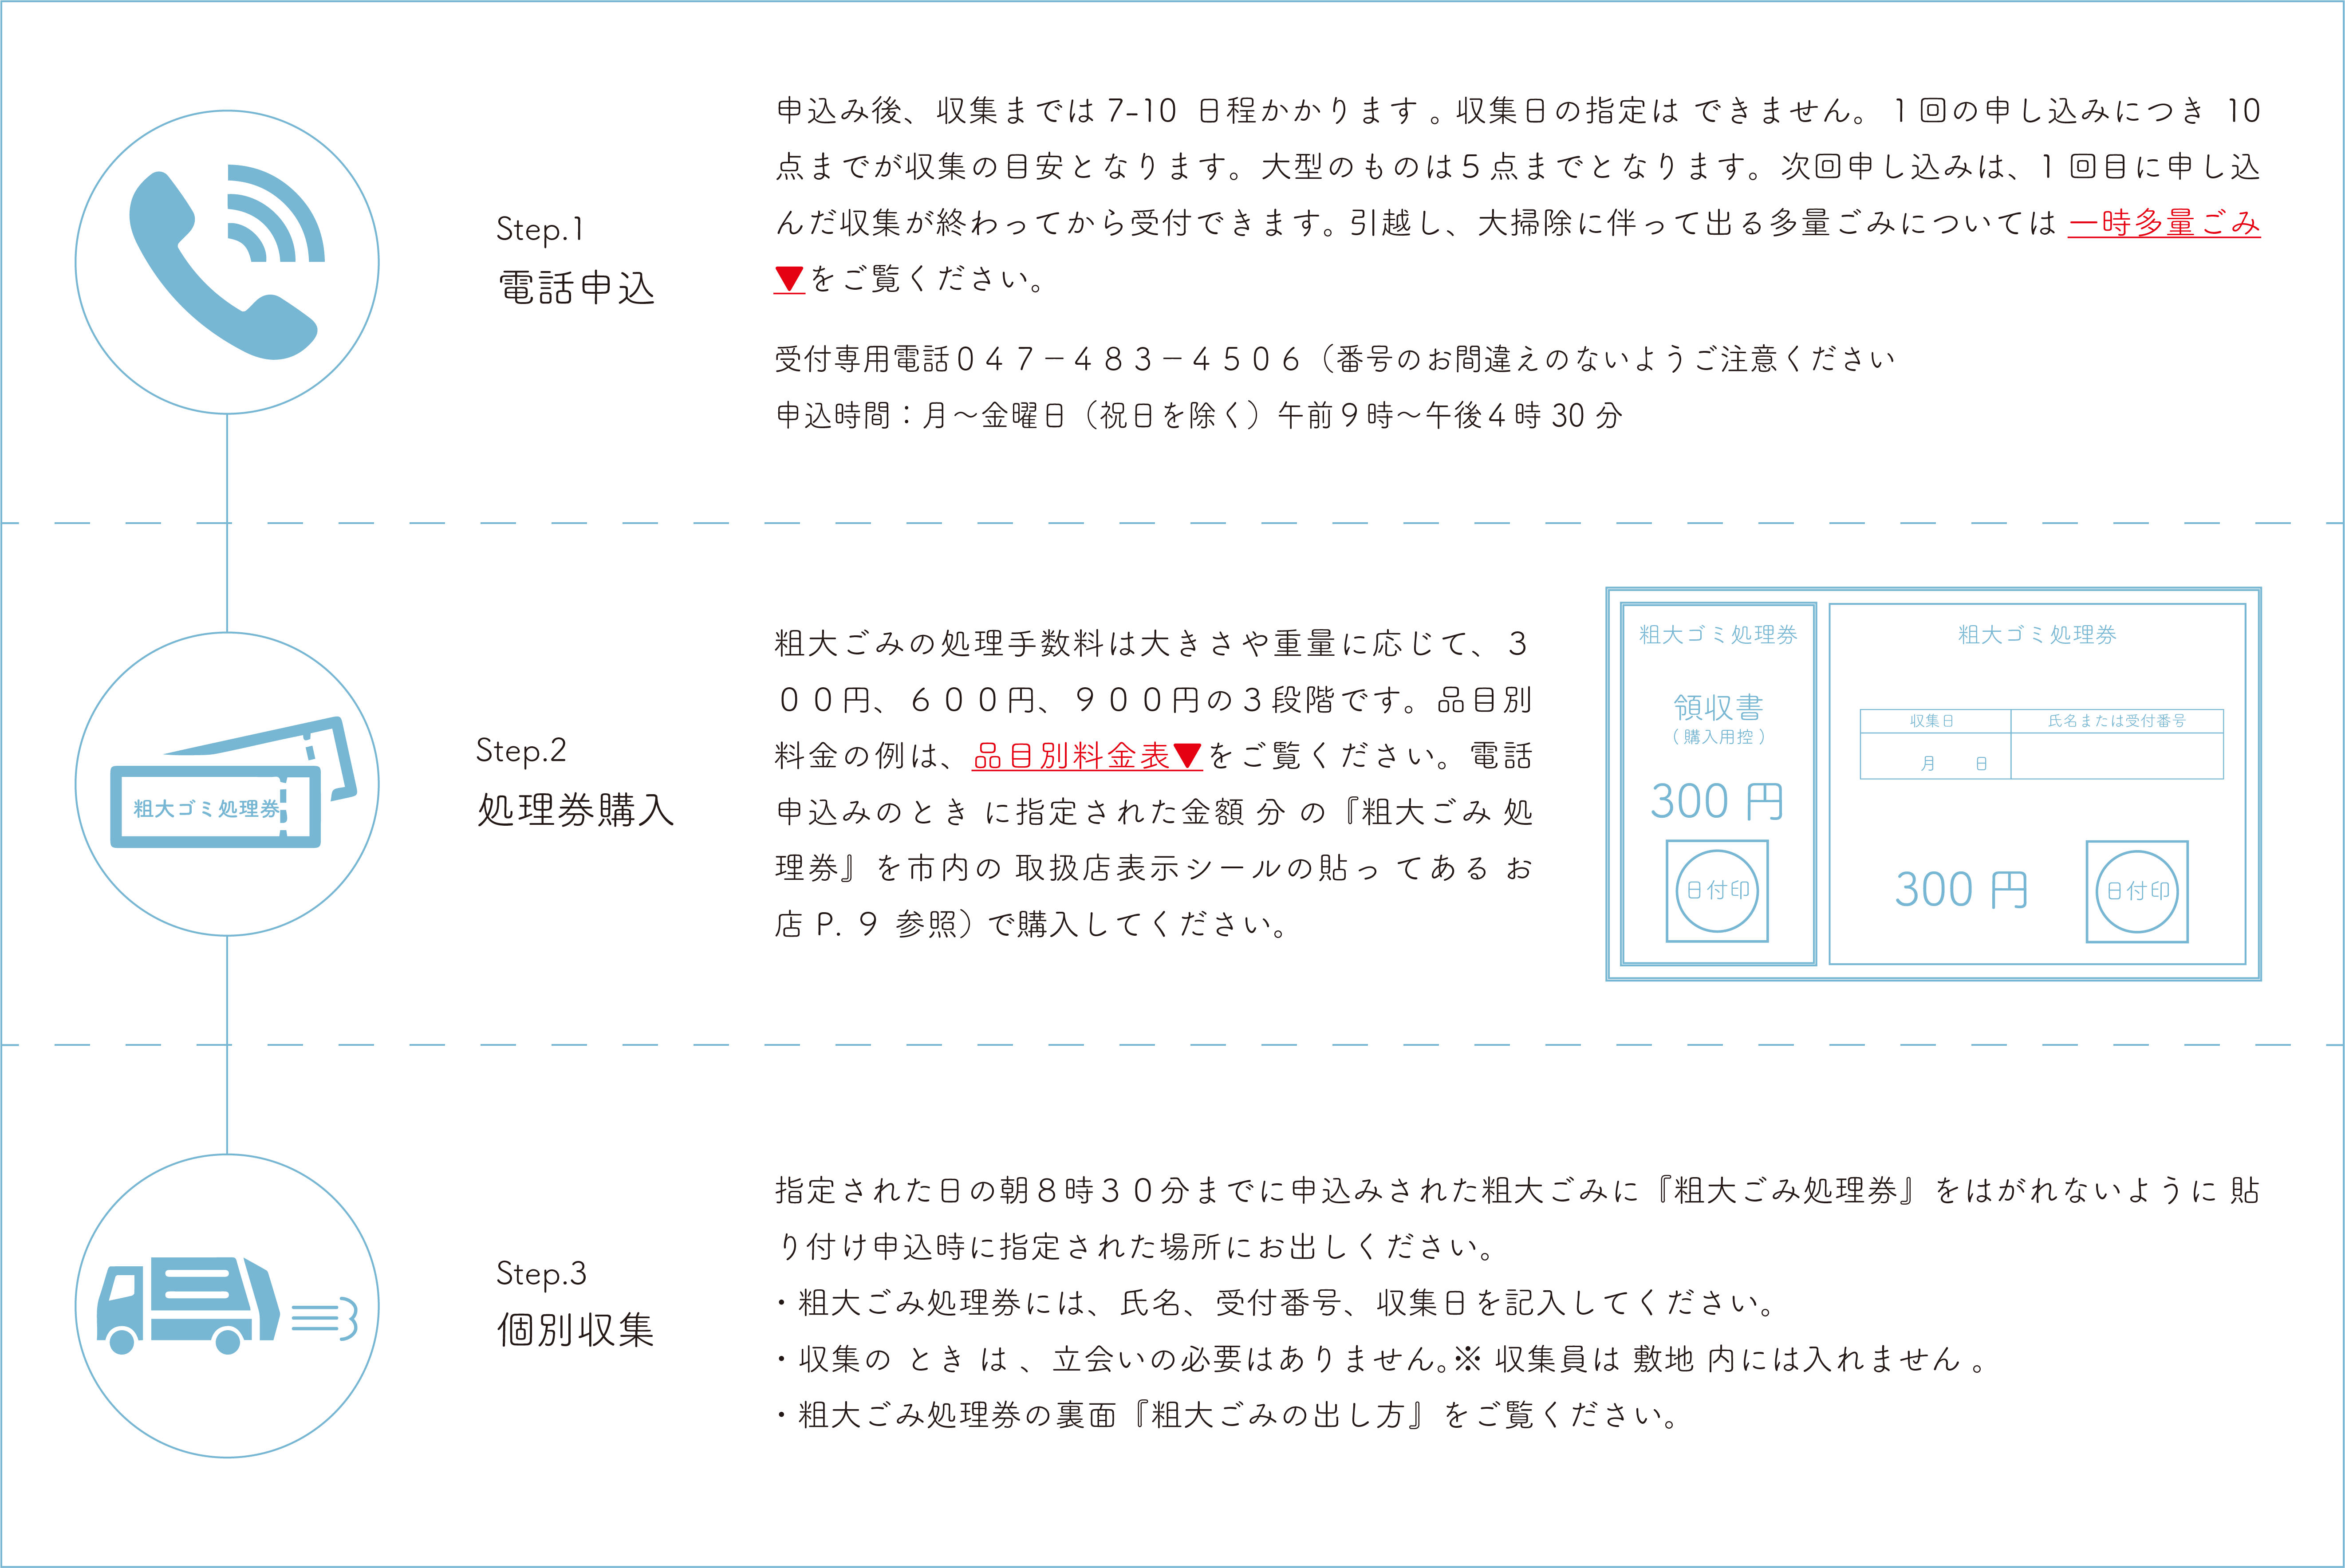 Step.1
電話申込
申込み後、収集までは 7-10 日程かかります。収集日の指定は できません。１回の申し込みにつき 10
点までが収集の目安となります。大型のものは５点までとなります。次回申し込みは、１回目に申し込
んだ収集が終わってから受付できます。引越し、大掃除に伴って出る多量ごみについては 一時多量ごみ
▼をご覧ください。
受付専用電話０４７－４８３－４５０６（番号のお間違えのないようご注意ください
申込時間：月～金曜日（祝日を除く）午前９時～午後４時 30 分
粗大ゴミ処理券
Step.2
処理券購入
粗大ごみの処理手数料は大きさや重量に応じて、３
００円、６００円、９００円の３段階です。品目別
料金の例は、品目別料金表▼をご覧ください。電話
申込みのとき に指定された金額 分 の『粗大ごみ 処
理券』を市内の 取扱店表示シールの貼っ てある お
店 P. ９ 参照）で購入してください。
粗大ゴミ処理券
領収書
(購入用控)
300 円
日付印
粗大ゴミ処理券
収集日 氏名または受付番号
月 日
300 円
日付印
Step.3
個別収集
指定された日の朝８時３０分までに申込みされた粗大ごみに『粗大ごみ処理券』をはがれないように 貼
り付け申込時に指定された場所にお出しください。
・粗大ごみ処理券には、氏名、受付番号、収集日を記入してください。
・収集の とき は 、立会いの必要はありません。※ 収集員は 敷地 内には入れません 。
・粗大ごみ処理券の裏面『粗大ごみの出し方』をご覧ください。